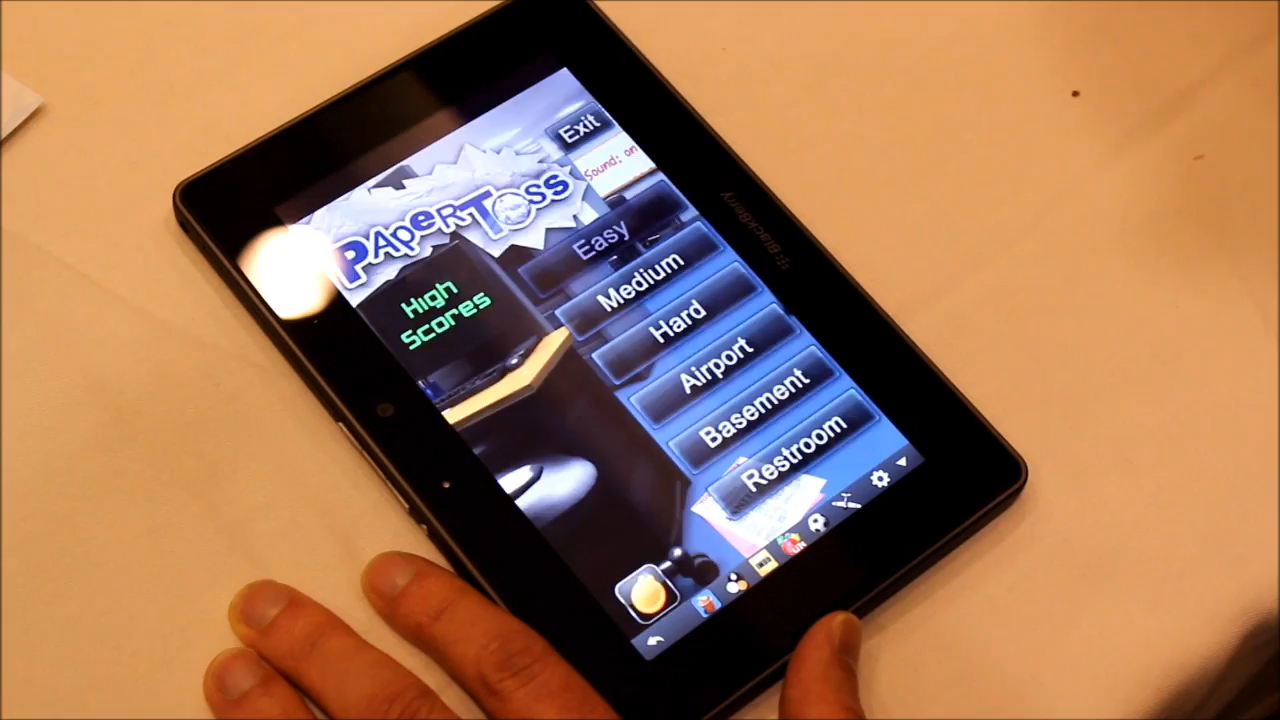 Exit
Sound: on
PAperToss
High
Scores
Easy
Medium
Hard
Airport
Basement
Restroom
BlackBerry